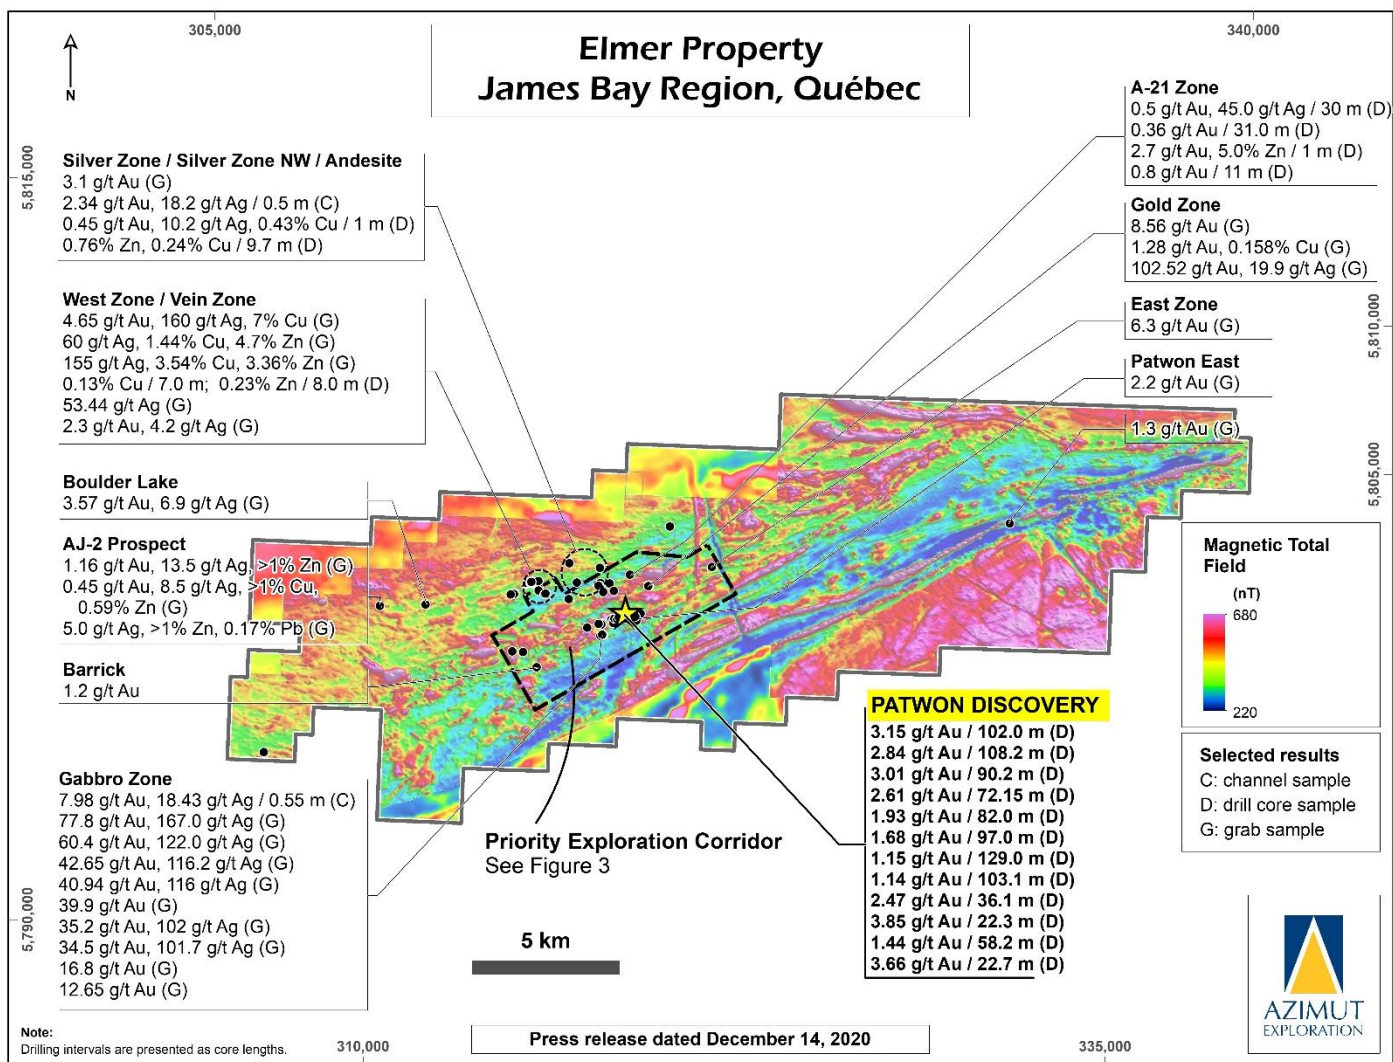 305,000
340,000
N
Elmer Property
James Bay Region, Québec
5,815,000
Silver Zone / Silver Zone NW / Andesite
3.1 g/t Au (G)
2.34 g/t Au, 18.2 g/t Ag / 0.5 m (C)
0.45 g/t Au, 10.2 g/t Ag, 0.43% Cu / 1 m (D)
0.76% Zn, 0.24% Cu / 9.7 m (D)
West Zone / Vein Zone
4.65 g/t Au, 160 g/t Ag, 7% Cu (G)
60 g/t Ag, 1.44% Cu, 4.7% Zn (G)
155 g/t Ag, 3.54% Cu, 3.36% Zn (G)
0.13% Cu / 7.0 m; 0.23% Zn / 8.0 m (D)
53.44 g/t Ag (G)
2.3 g/t Au, 4.2 g/t Ag (G)
Boulder Lake
3.57 g/t Au, 6.9 g/t Ag (G)
AJ-2 Prospect
1.16 g/t Au, 13.5 g/t Ag, >1% Zn (G)
0.45 g/t Au, 8.5 g/t Ag, >1% Cu,
0.59% Zn (G)
5.0 g/t Ag, >1% Zn, 0.17% Pb (G)
Barrick
1.2 g/t Au
Gabbro Zone
7.98 g/t Au, 18.43 g/t Ag / 0.55 m (C)
77.8 g/t Au, 167.0 g/t Ag (G)
60.4 g/t Au, 122.0 g/t Ag (G)
42.65 g/t Au, 116.2 g/t Ag (G)
40.94 g/t Au, 116 g/t Ag (G)
39.9 g/t Au (G)
35.2 g/t Au, 102 g/t Ag (G)
34.5 g/t Au, 101.7 g/t Ag (G)
16.8 g/t Au (G)
12.65 g/t Au (G)
5,790,000
Note:
Drilling intervals are presented as core lengths.
310,000
Priority Exploration Corridor
See Figure 3
5 km
Press release dated December 14, 2020
PATWON DISCOVERY
3.15 g/t Au / 102.0 m (D)
2.84 g/t Au / 108.2 m (D)
3.01 g/t Au / 90.2 m (D)
2.61 g/t Au / 72.15 m (D)
1.93 g/t Au / 82.0 m (D)
1.68 g/t Au / 97.0 m (D)
1.15 g/t Au / 129.0 m (D)
1.14 g/t Au / 103.1 m (D)
2.47 g/t Au / 36.1 m (D)
3.85 g/t Au / 22.3 m (D)
1.44 g/t Au / 58.2 m (D)
3.66 g/t Au / 22.7 m (D)
335,000
A-21 Zone
0.5 g/t Au, 45.0 g/t Ag / 30 m (D)
0.36 g/t Au / 31.0 m (D)
2.7 g/t Au, 5.0% Zn / 1 m (D)
0.8 g/t Au / 11 m (D)
Gold Zone
8.56 g/t Au (G)
1.28 g/t Au, 0.158% Cu (G)
102.52 g/t Au, 19.9 g/t Ag (G)
East Zone
6.3 g/t Au (G)
Patwon East
2.2 g/t Au (G)
1.3 g/t Au (G)
5,810,000
5,805,000
Magnetic Total
Field
(nT)
680
220
Selected results
C: channel sample
D: drill core sample
G: grab sample
AZIMUT
EXPLORATION